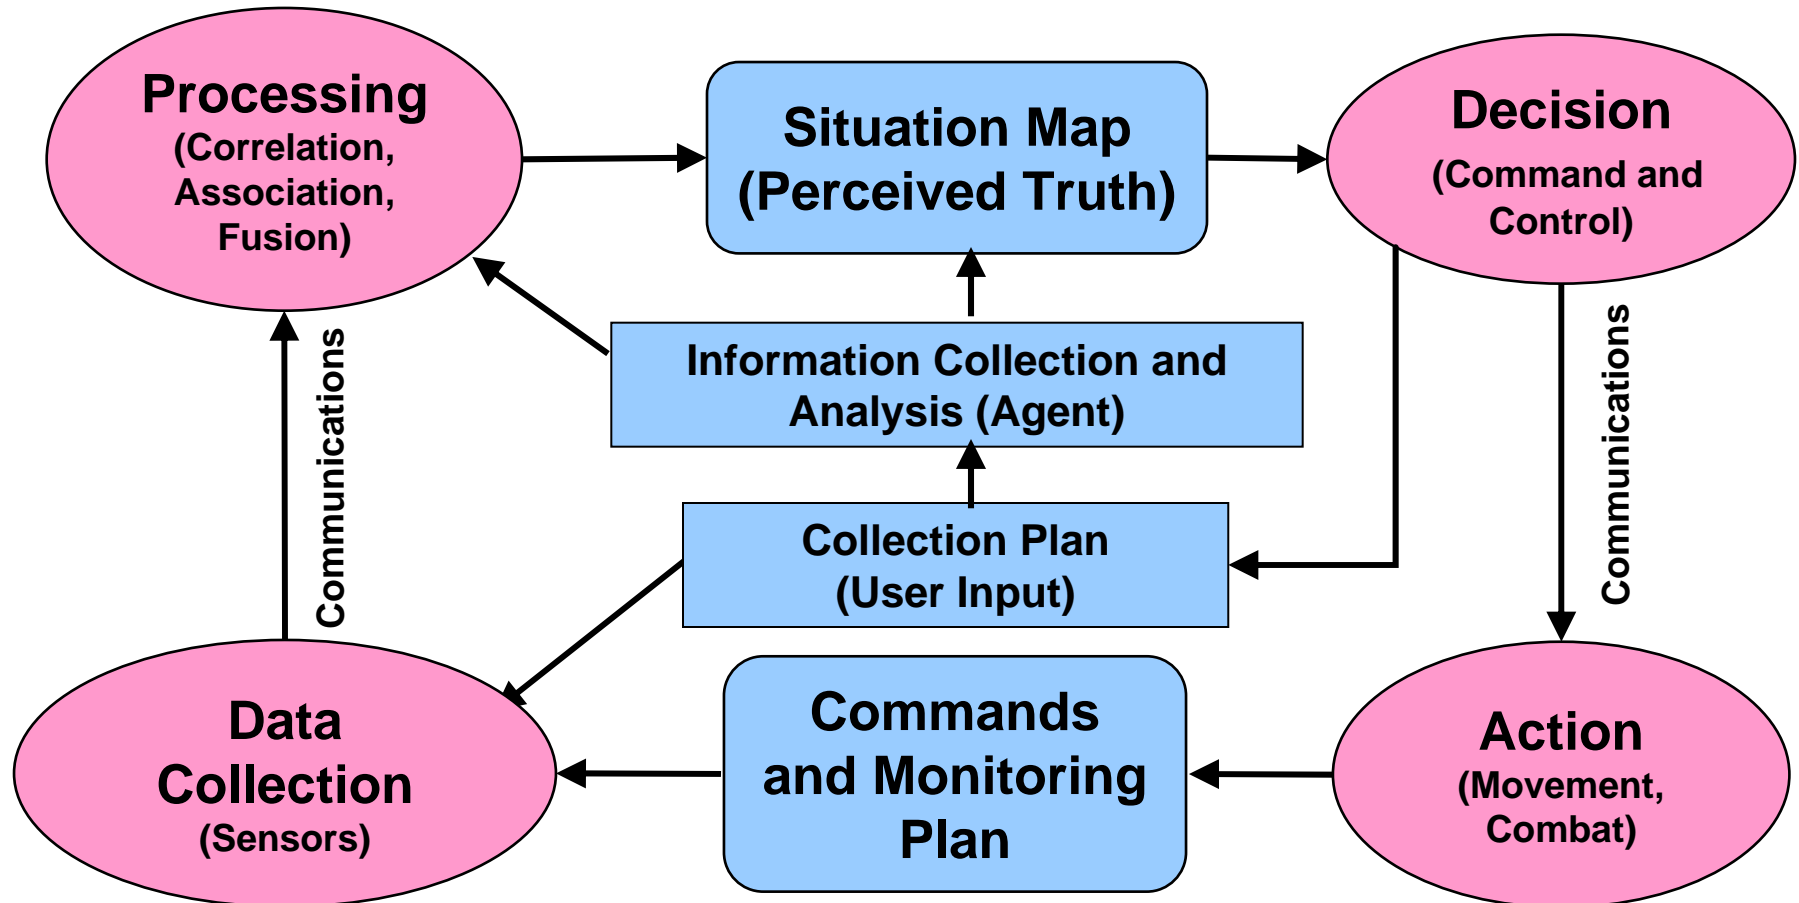 Processing
(Correlation,
Association,
Fusion)
Situation Map
(Perceived Truth)
Decision
(Command and
Control)
Communications
Information Collection and
Analysis (Agent)
Communications
Collection Plan
(User Input)
Data
Collection
(Sensors)
Commands
and Monitoring
Plan
Action
(Movement,
Combat)